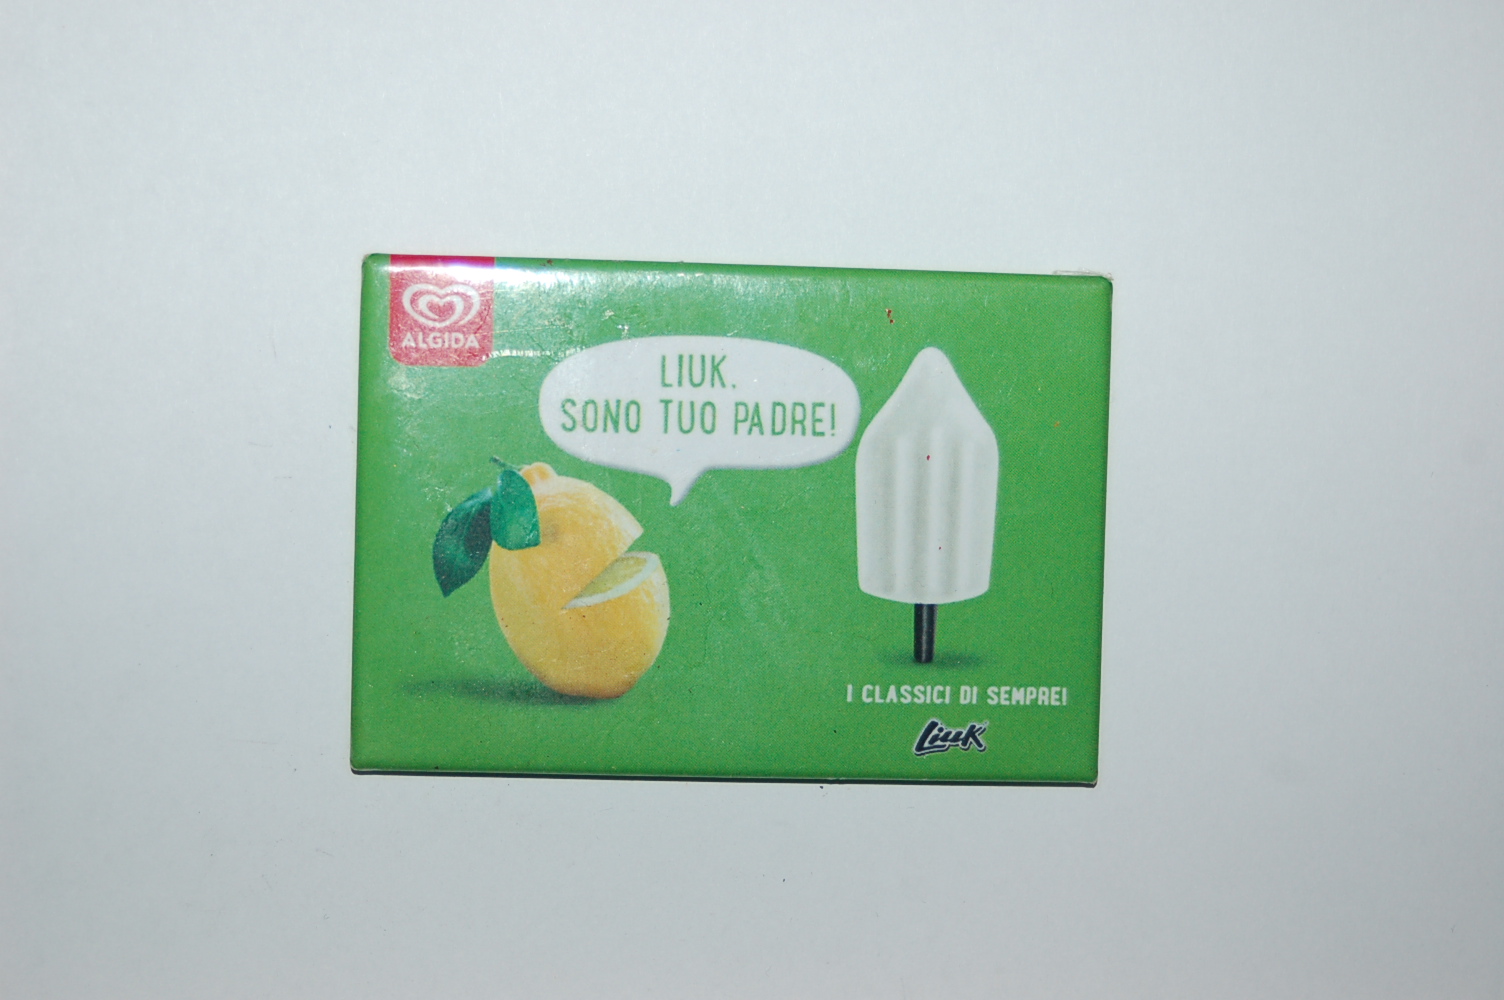 ALGIDA
LIUK.
SONO TUO PADRE!
I CLASSICI DI SEMPRE!
Liuk